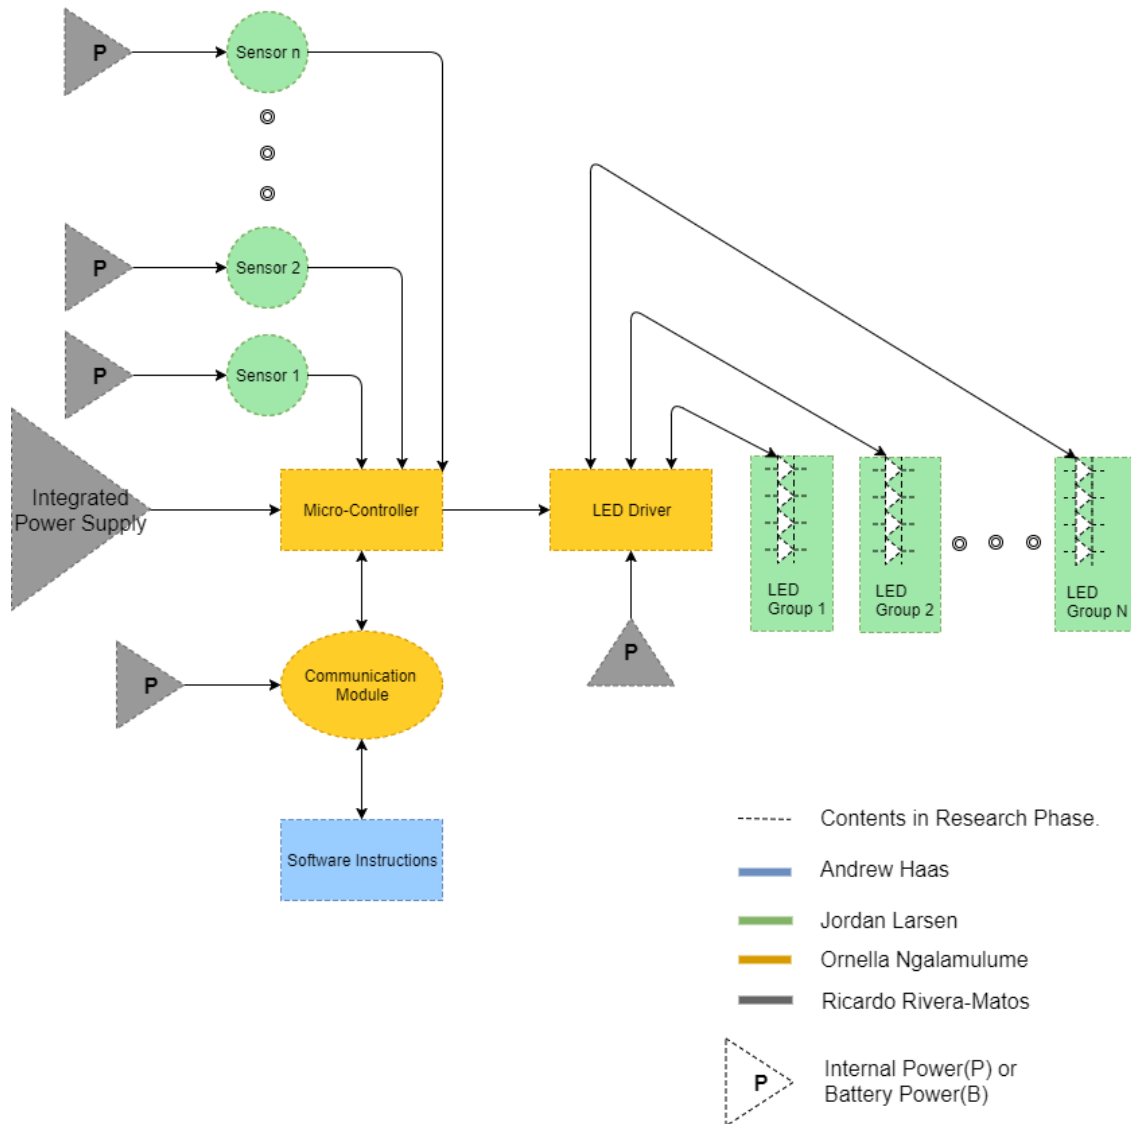 P
Sensor n
P
Sensor 2
P
Sensor 1
Integrated
Power Supply
Micro-Controller
LED Driver
LED
Group 1
LED
Group 2
LED
Group N
P
P
Communication
Module
Software Instructions
Contents in Research Phase.
Andrew Haas
Jordan Larsen
Ornella Ngalamulume
Ricardo Rivera-Matos
P
Internal Power(P) or
Battery Power(B)